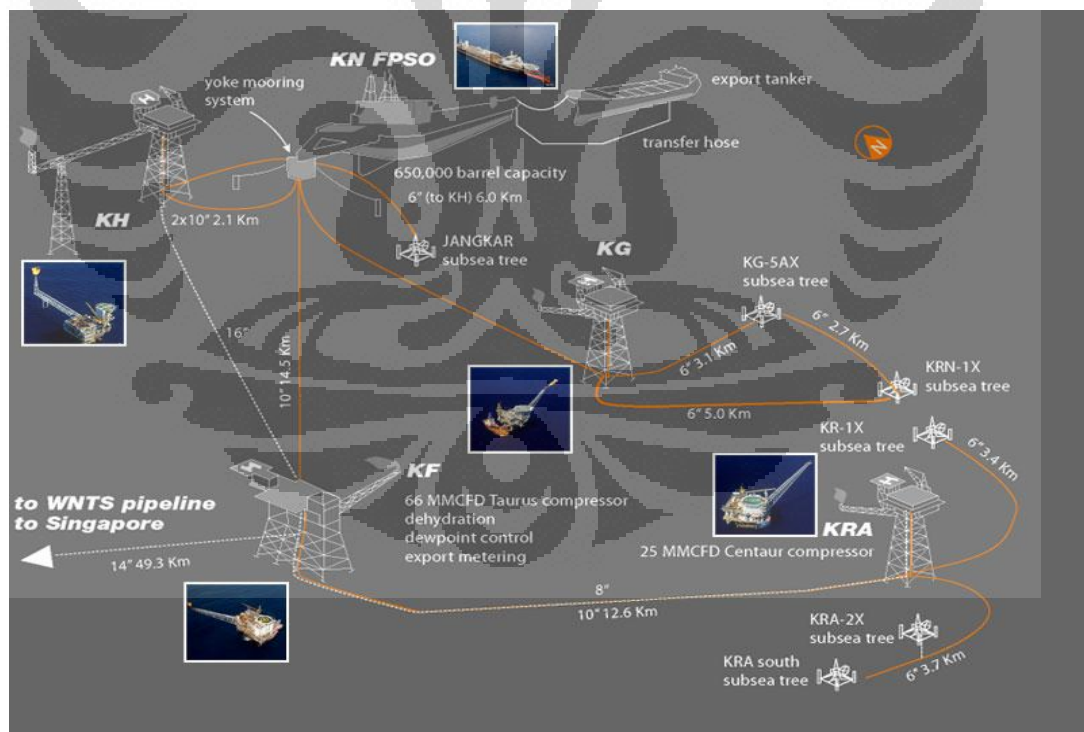 KN FPSO
yoke mooring
system
export tanker
transfer hose
650,000 barrel capacity
6" (to KH) 6.0 Km
KH
2x10" 2.1 Km
JANGKAR
subsea tree
KG
KG-5AX
subsea tree
16"
10" 14.5 Km
6" 3.1 Km
6" 2.7 Km
KRN-1X
subsea tree
6" 5.0 Km
KR-1X
subsea tree
6" 3.4 Km
KF
66 MMCFD Taurus compressor
dehydration
dewpoint control
export metering
to WNTS pipeline
to Singapore
14" 49.3 Km
KRA
25 MMCFD Centaur compressor
8"
10" 12.6 Km
KRA-2X
subsea tree
KRA south
subsea tree
6" 3.7 Km
H
H
H
H
N